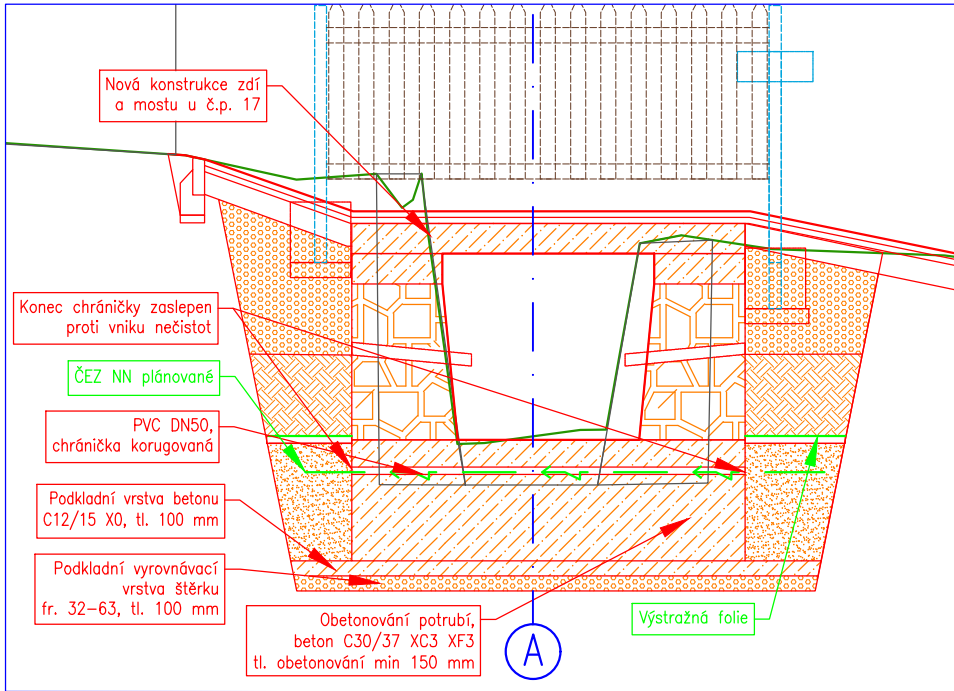 Nová konstrukce zdí
a mostu u č.p. 17
Konec chráničky zaslepen
proti vniku nečistot
ČEZ NN plánované
PVC DN50,
chránička korugovaná
Podkladní vrstva betonu
C12/15 X0, tl. 100 mm
Podkladní vyrovnávací
vrstva štěrku
fr. 32-63, tl. 100 mm
Obetonování potrubí,
beton C30/37 XC3 XF3
tl. obetonování min 150 mm
A
Výstražná folie